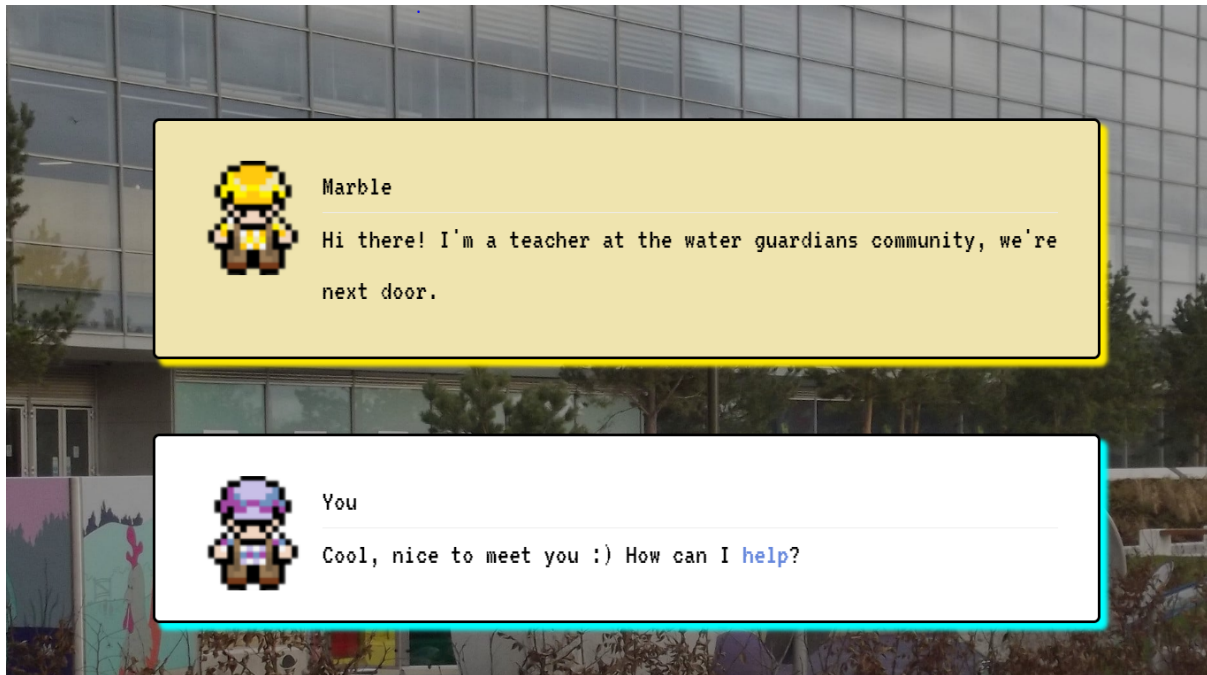 Marble
Hi there! I'm a teacher at the water guardians community, we're
next door.
You
Cool, nice to meet you :) How can I help?